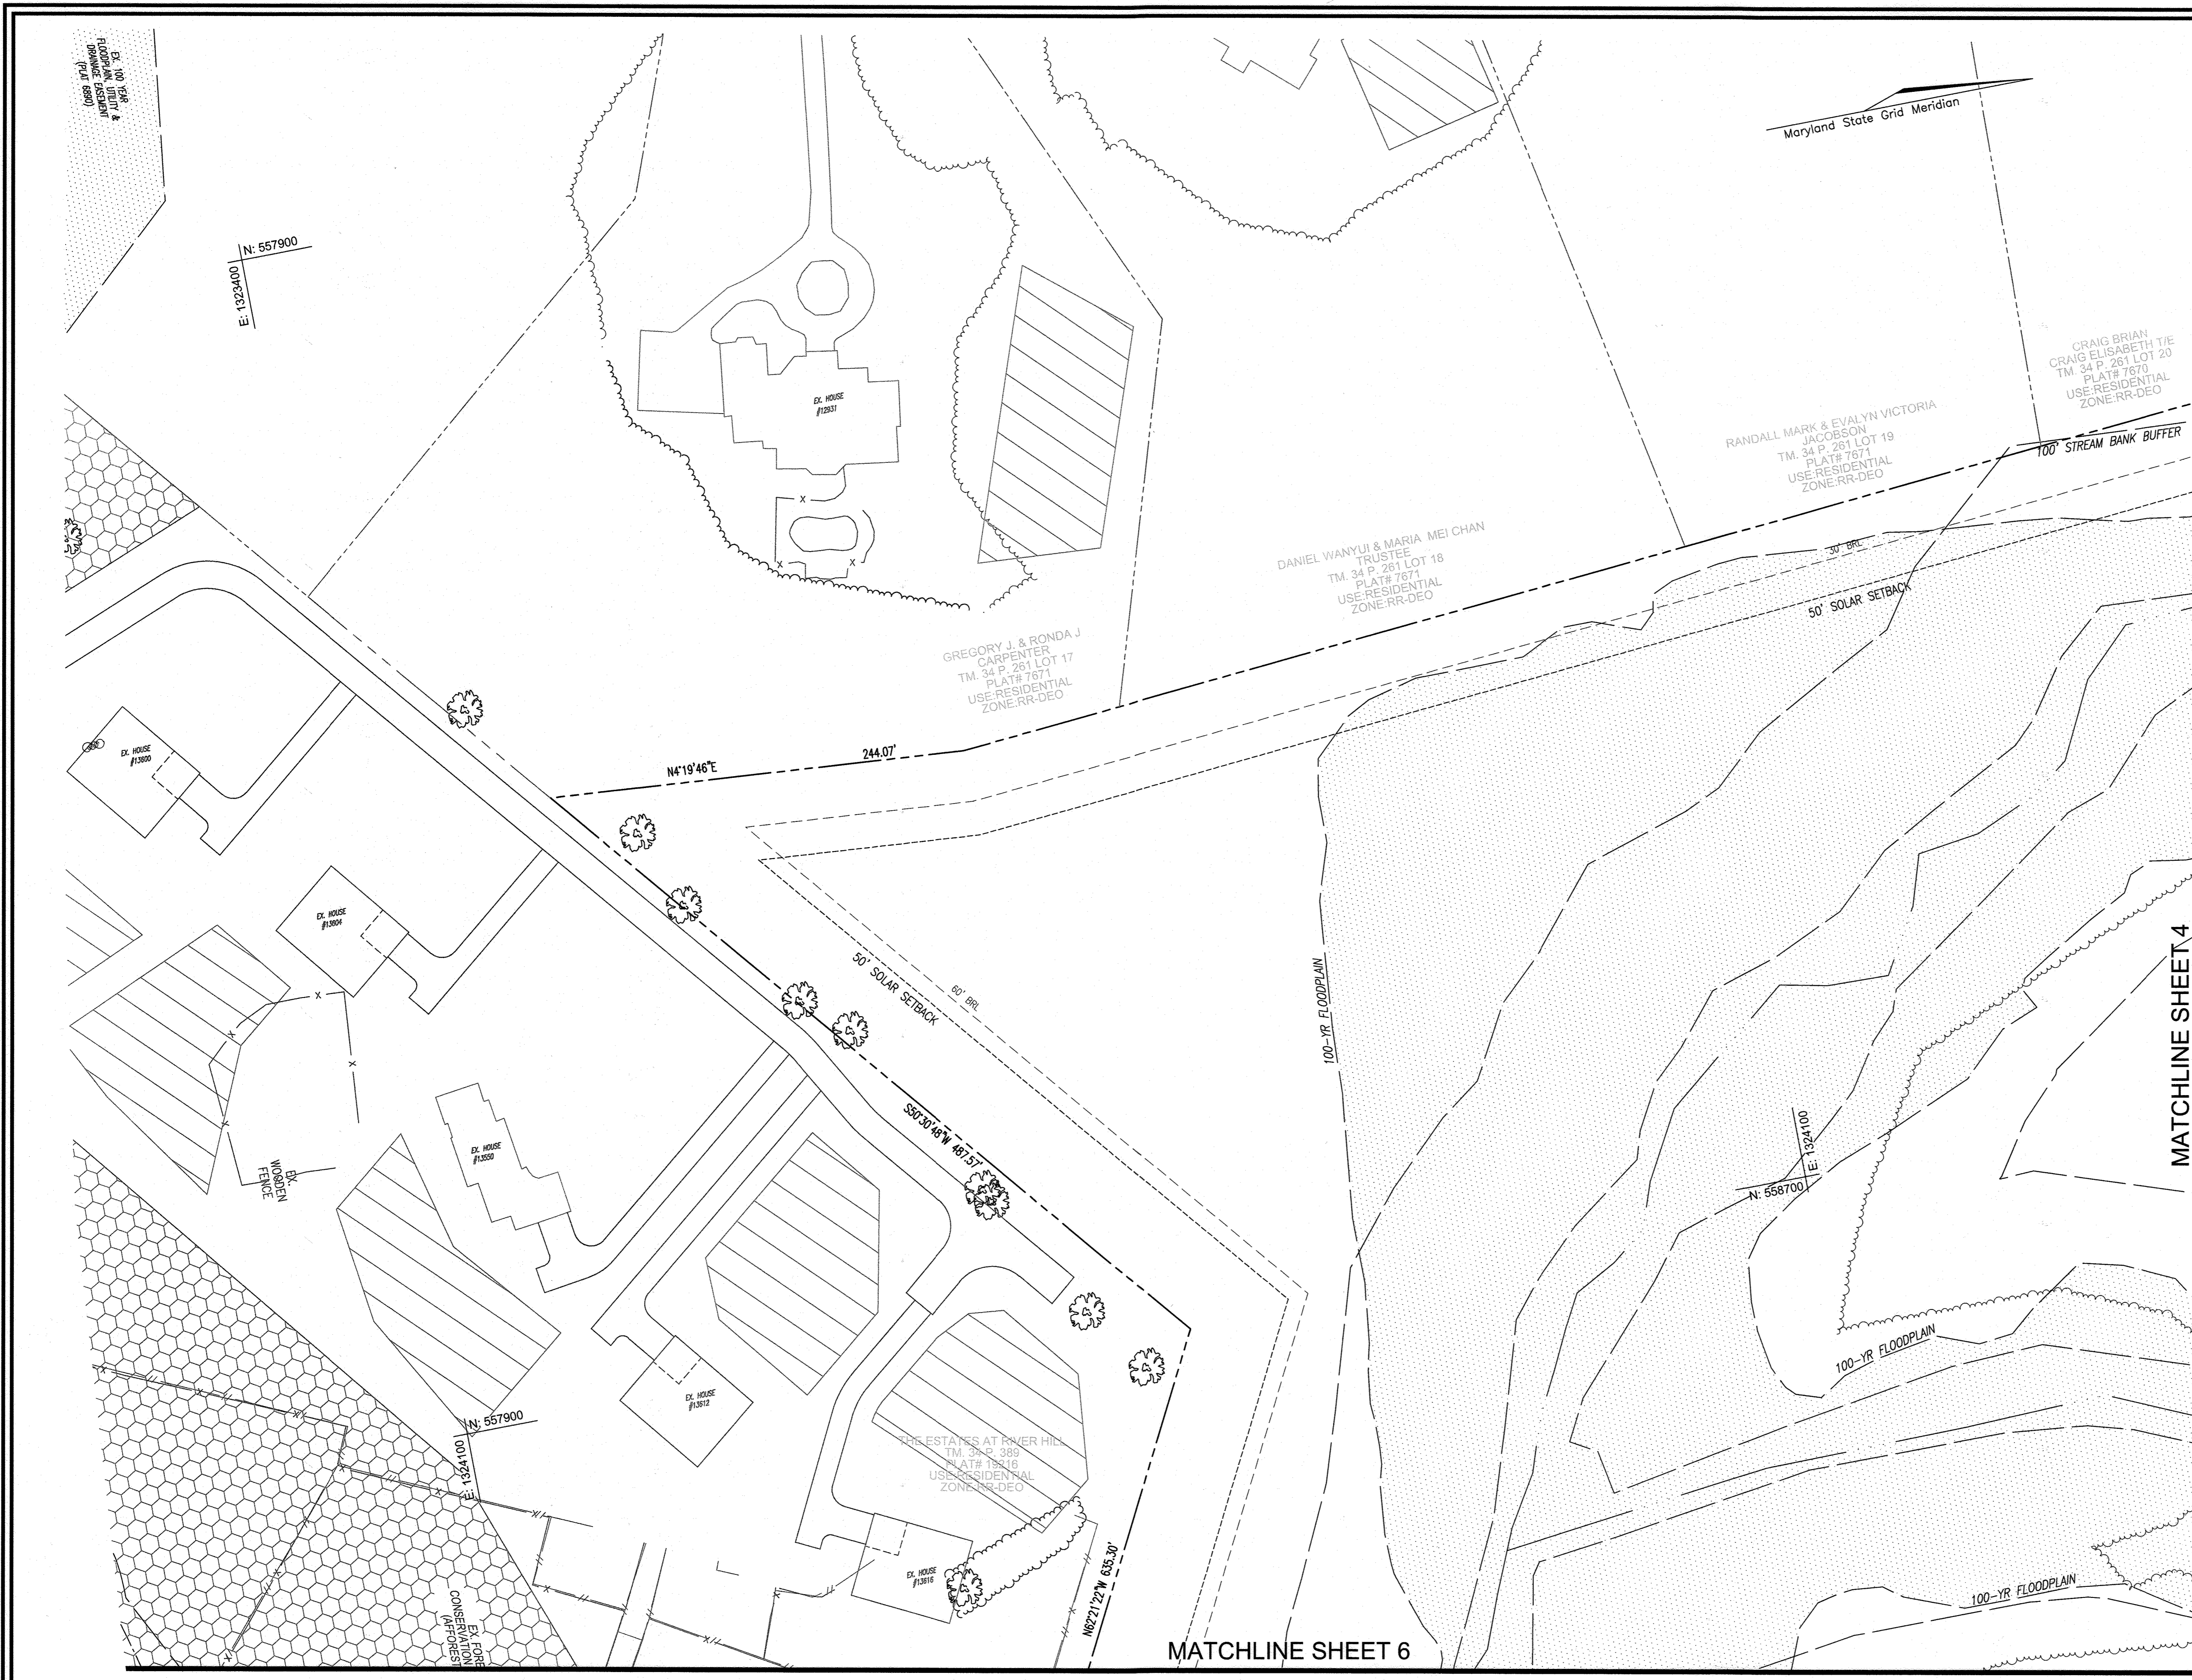 EX. 100 YEAR
FLOODPLAIN, UTILITY &
DRAINAGE EASEMENT
(PLAT 6890)
N: 557900
E: 1323400
Maryland State Grid Meridian
CRAIG BRIAN
CRAIG ELISABETH T/E
TM. 34 P. 261 LOT 20
PLAT# 7670
USE:RESIDENTIAL
ZONE:RR-DEO
100' STREAM BANK BUFFER
RANDALL MARK & EVALYN VICTORIA
JACOBSON
TM. 34 P. 261 LOT 19
PLAT# 7671
USE:RESIDENTIAL
ZONE:RR-DEO
EX. HOUSE
#12931
DANIEL WANYUI & MARIA MEI CHAN
TRUSTEE
TM. 34 P. 261 LOT 18
PLAT# 7671
USE:RESIDENTIAL
ZONE:RR-DEO
30' BRL
50' SOLAR SETBACK
GREGORY J. & RONDA J
CARPENTER
TM. 34 P. 261 LOT 17
PLAT# 7671
USE:RESIDENTIAL
ZONE:RR-DEO
N4°19'46"E
244.07'
EX. HOUSE
#13600
EX. HOUSE
#13604
50' SOLAR SETBACK
60' BRL
100-YR FLOODPLAIN
MATCHLINE SHEET 4
S50°30'48"W 487.57'
EX. HOUSE
#13550
EX.
WOODEN
FENCE
E: 1324100
N: 558700
100-YR FLOODPLAIN
EX. HOUSE
#13612
N: 557900
E: 1324100
THE ESTATES AT RIVER HILL
TM. 34 P. 389
PLAT# 19216
USE:RESIDENTIAL
ZONE:RR-DEO
EX. HOUSE
#13616
N62°21'22"W 635.30'
100-YR FLOODPLAIN
EX. FORE
CONSERVATION
(AFFOREST
MATCHLINE SHEET 6